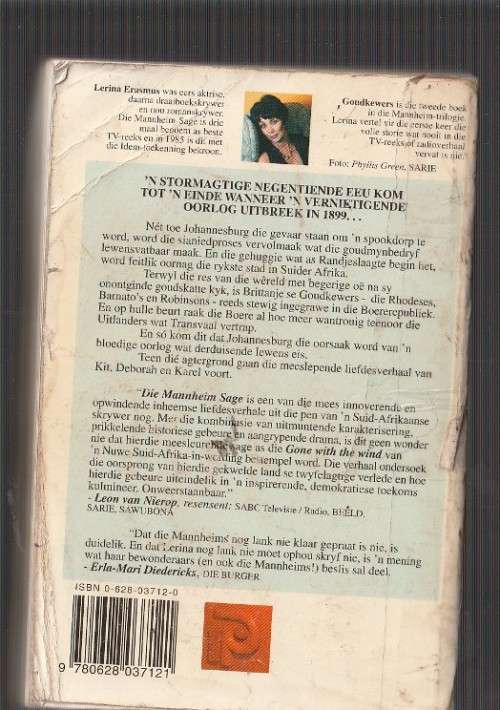 Lerina Erasmus was eers aktrise,
daarna draaiboekskrywer
en nou romanskrywer.
Die Mannheim Sage is drie
maal benoem as beste
TV-reeks en in 1985 is dit met
die Idem-toekenning bekroon.
Goudkewers is die tweede boek
in die Mannheim-trilogie.
Lerina vertel vir die eerste keer die
volle storie wat nooit in die
TV-reeks of radioverhaal
vervat is nie.
Foto: Phyllis Green, SARIE
'N STORMAGTIGE NEGENTIENDE EEU KOM
TOT 'N EINDE WANNEER 'N VERNIKTIGENDE
OORLOG UITBREEK IN 1899. . .
Nét toe Johannesburg die gevaar staan om 'n spookdorp te
word, word die sianiedproses vervolmaak wat die goudmynbedryf
lewensvatbaar maak. En die gehuggie wat as Randjeslaagte begin het,
word feitlik oornag die rykste stad in Suider Afrika.
Terwyl die res van die wêreld met begerige oë na sy
onontginde goudskatte kyk, is Brittanje se Goudkewers - die Rhodeses,
Barnato's en Robinsons - reeds stewig ingegrawe in die Boererepubliek.
En op hulle beurt raak die Boere al hoe meer wantrouig teenoor die
Uitlanders wat Transvaal vertrap.
En só kom dit dat Johannesburg die oorsaak word van 'n
bloedige oorlog wat derduisende lewens eis.
Teen dié agtergrond gaan die meeslepende liefdesverhaal van
Kit, Deborah en Karel voort.
"Die Mannheim Sage is een van die mees innoverende en
opwindende inheemse liefdesverhale uit die pen van 'n Suid-Afrikaanse
skrywer nog. Met die kombinasie van uitmuntende karakterisering,
prikkelende historiese gebeure en aangrypende drama, is dit geen wonder
nie dat hierdie meesleurende sage as die Gone with the wind van
'n Nuwe Suid-Afrika-in-wording bestempel word. Die verhaal ondersoek
die oorsprong van hierdie gekwelde land se twyfelagtige verlede en hoe
hierdie gebeure uiteindelik in 'n inspirerende, demokratiese toekoms
kulmineer. Onweerstaanbaar."
- Leon van Nierop, resensent: SABC Televisie / Radio, BEELD,
SARIE, SAWUBONA
"Dat die Mannheims nog lank nie klaar gepraat is nie, is
duidelik. En dat Lerina nog lank nie moet ophou skryf nie, is 'n mening
wat haar bewonderaars (en ook die Mannheims!) beslis sal deel."
- Erla-Mari Diedericks, DIE BURGER
ISBN 0-628-03712-0
9 780628 037121